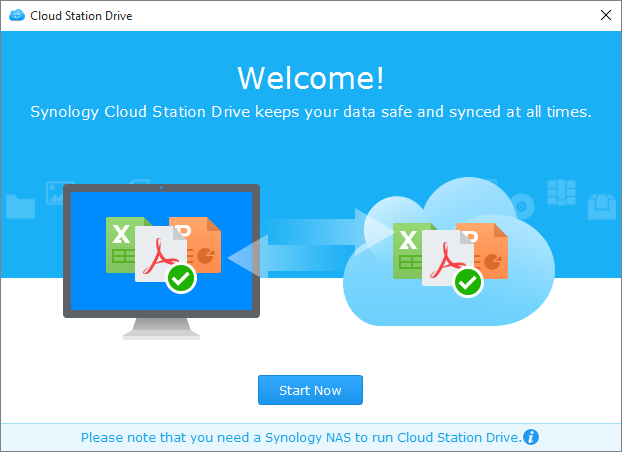 Cloud Station Drive
Welcome!
Synology Cloud Station Drive keeps your data safe and synced at all times.
X
P
X
P
Start Now
Please note that you need a Synology NAS to run Cloud Station Drive.